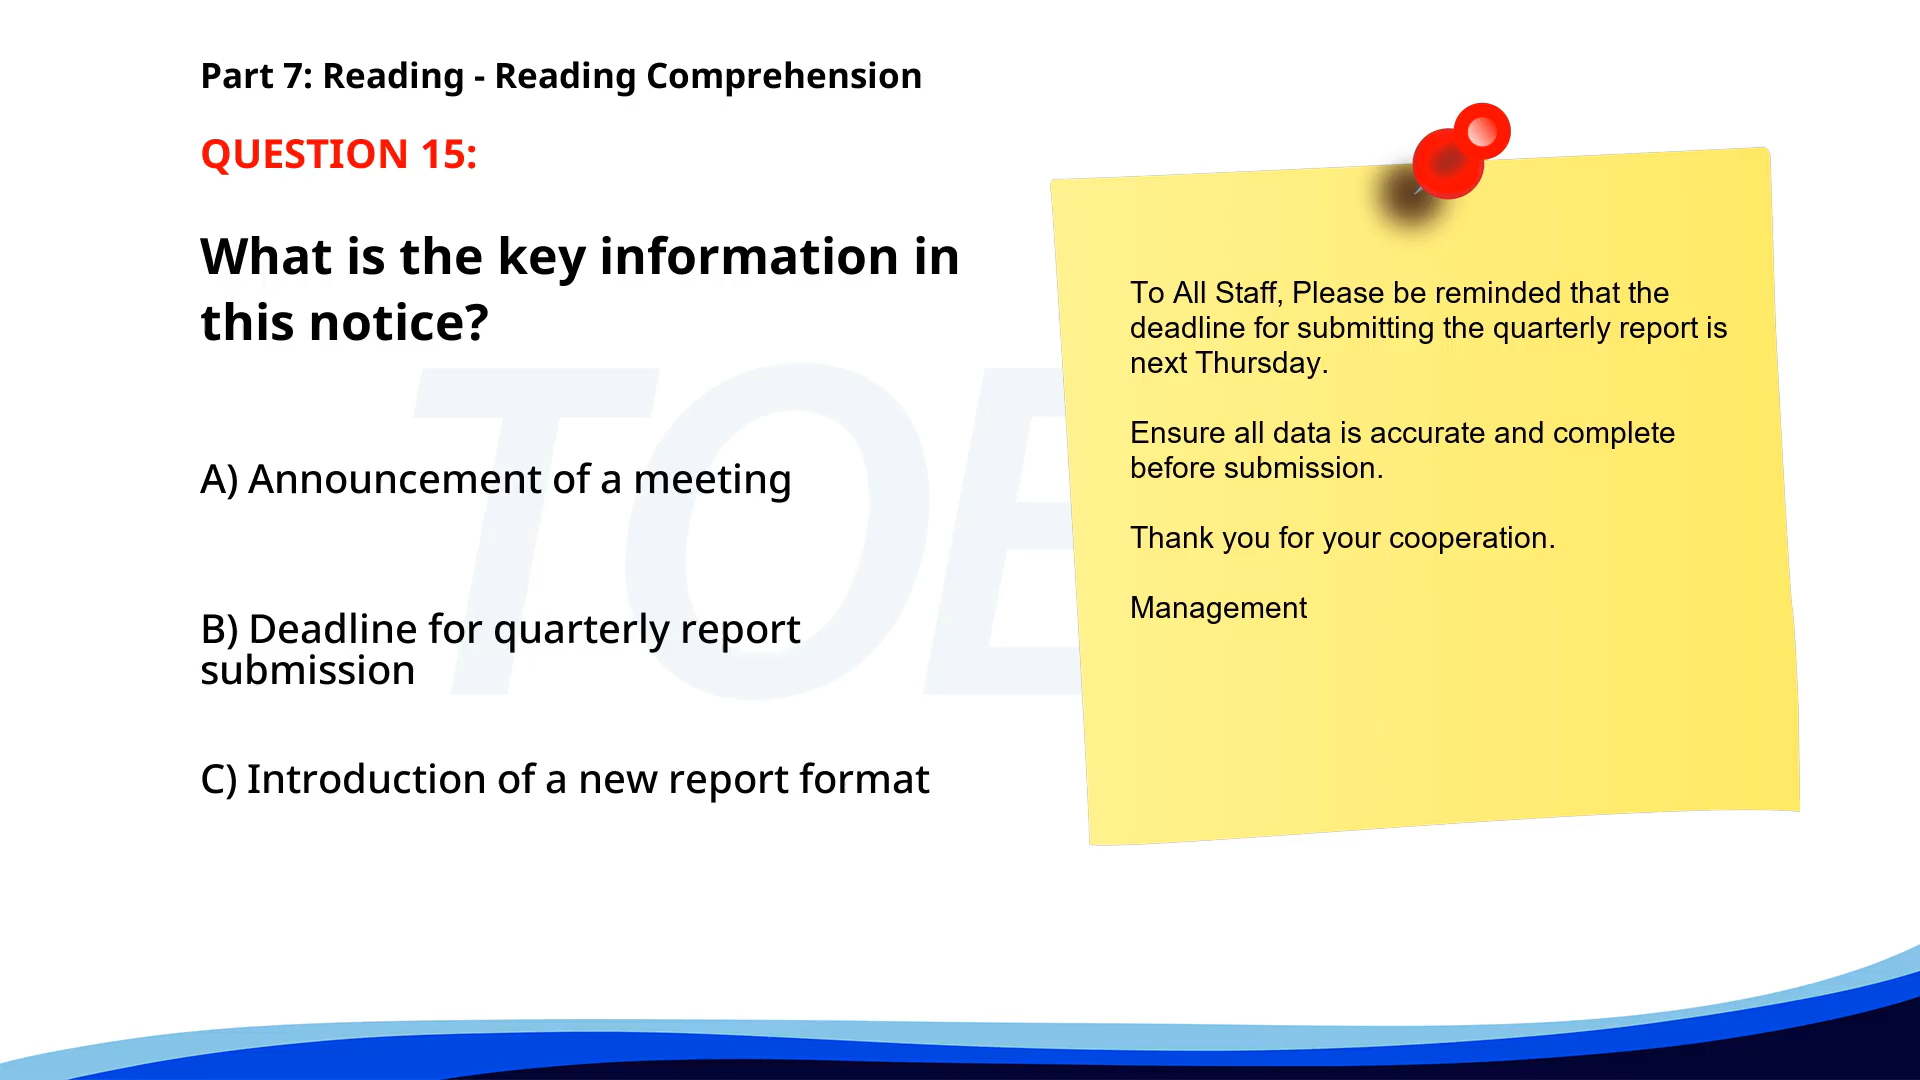 Part 7: Reading - Reading Comprehension
QUESTION 15:
What is the key information in
this notice?
A) Announcement of a meeting
B) Deadline for quarterly report
submission
C) Introduction of a new report format
To All Staff, Please be reminded that the
deadline for submitting the quarterly report is
next Thursday.
Ensure all data is accurate and complete
before submission.
Thank you for your cooperation.
Management